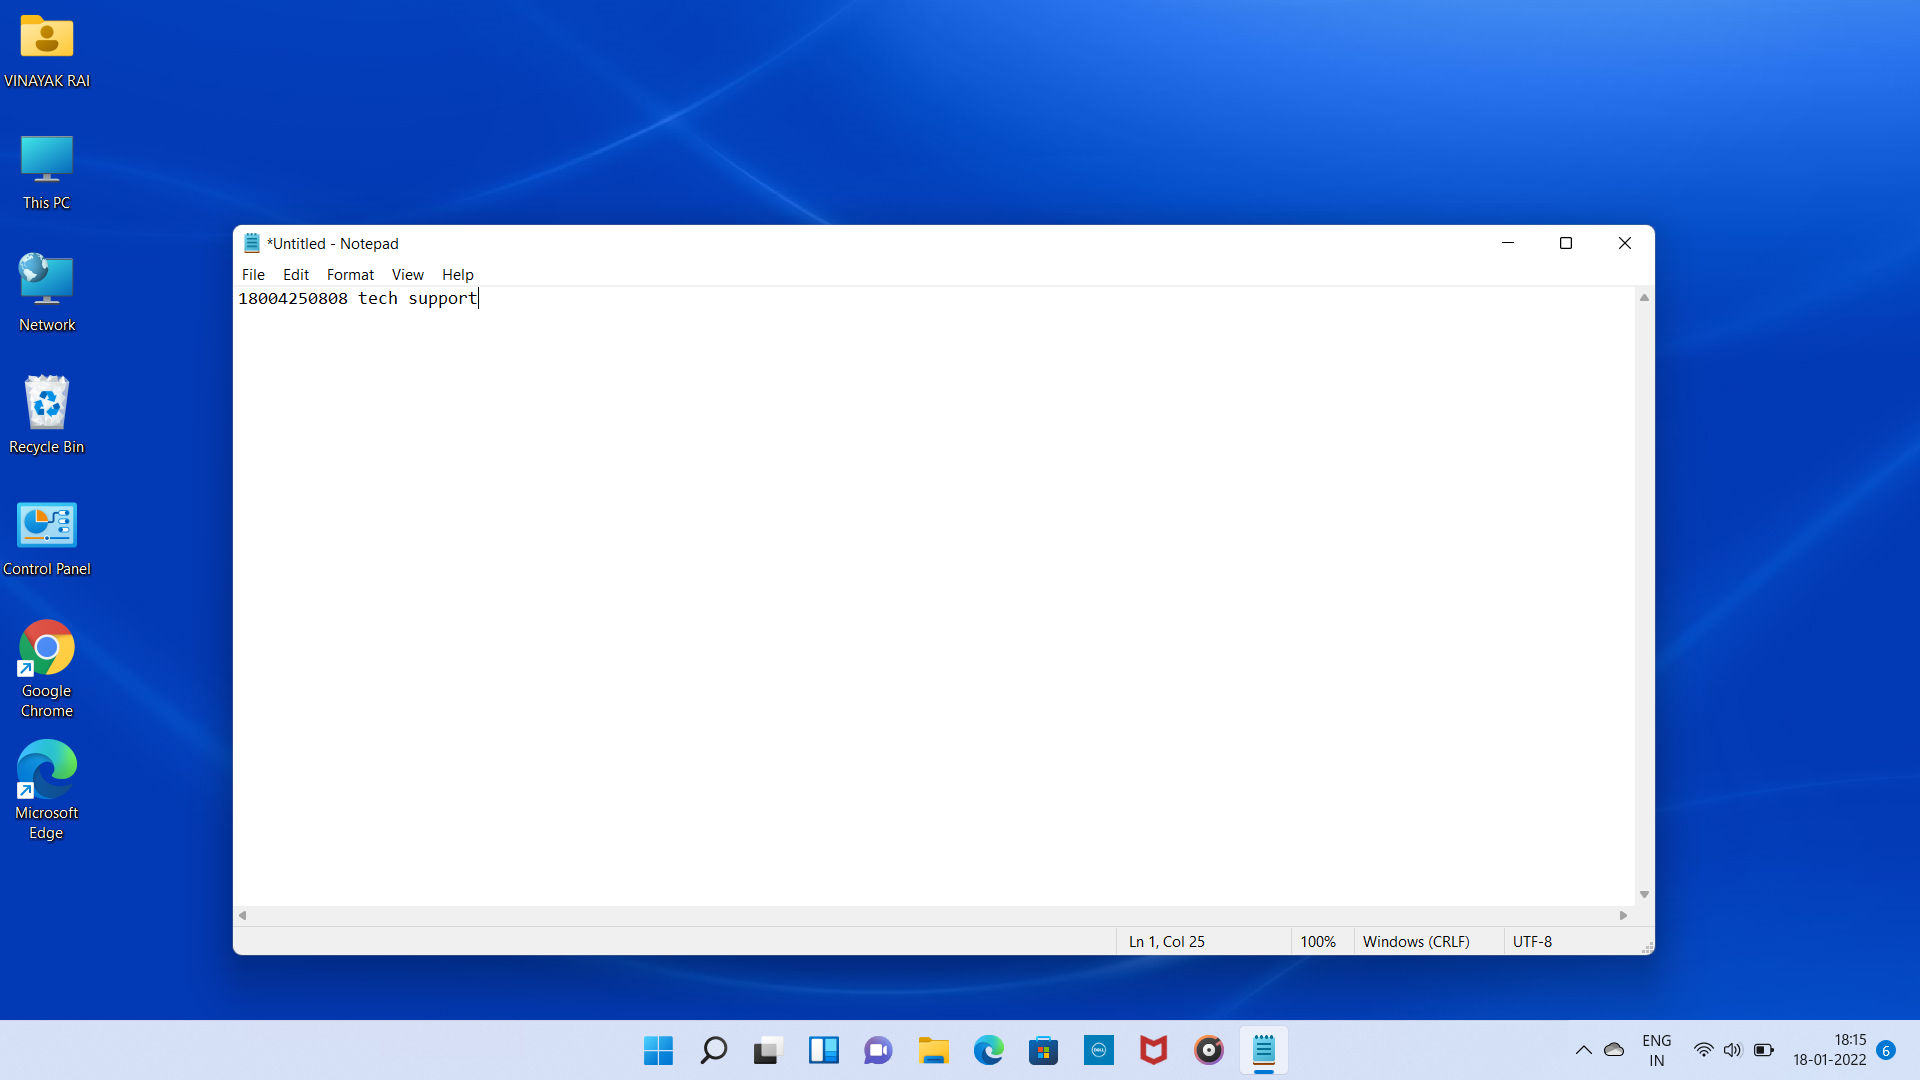 VINAYAK RAI
This PC
Network
Recycle Bin
Control Panel
Google
Chrome
Microsoft
Edge
*Untitled - Notepad
File Edit Format View Help
18004250808 tech support
Ln 1, Col 25 100% Windows (CRLF) UTF-8
DELL
ENG
IN
18:15
18-01-2022
6